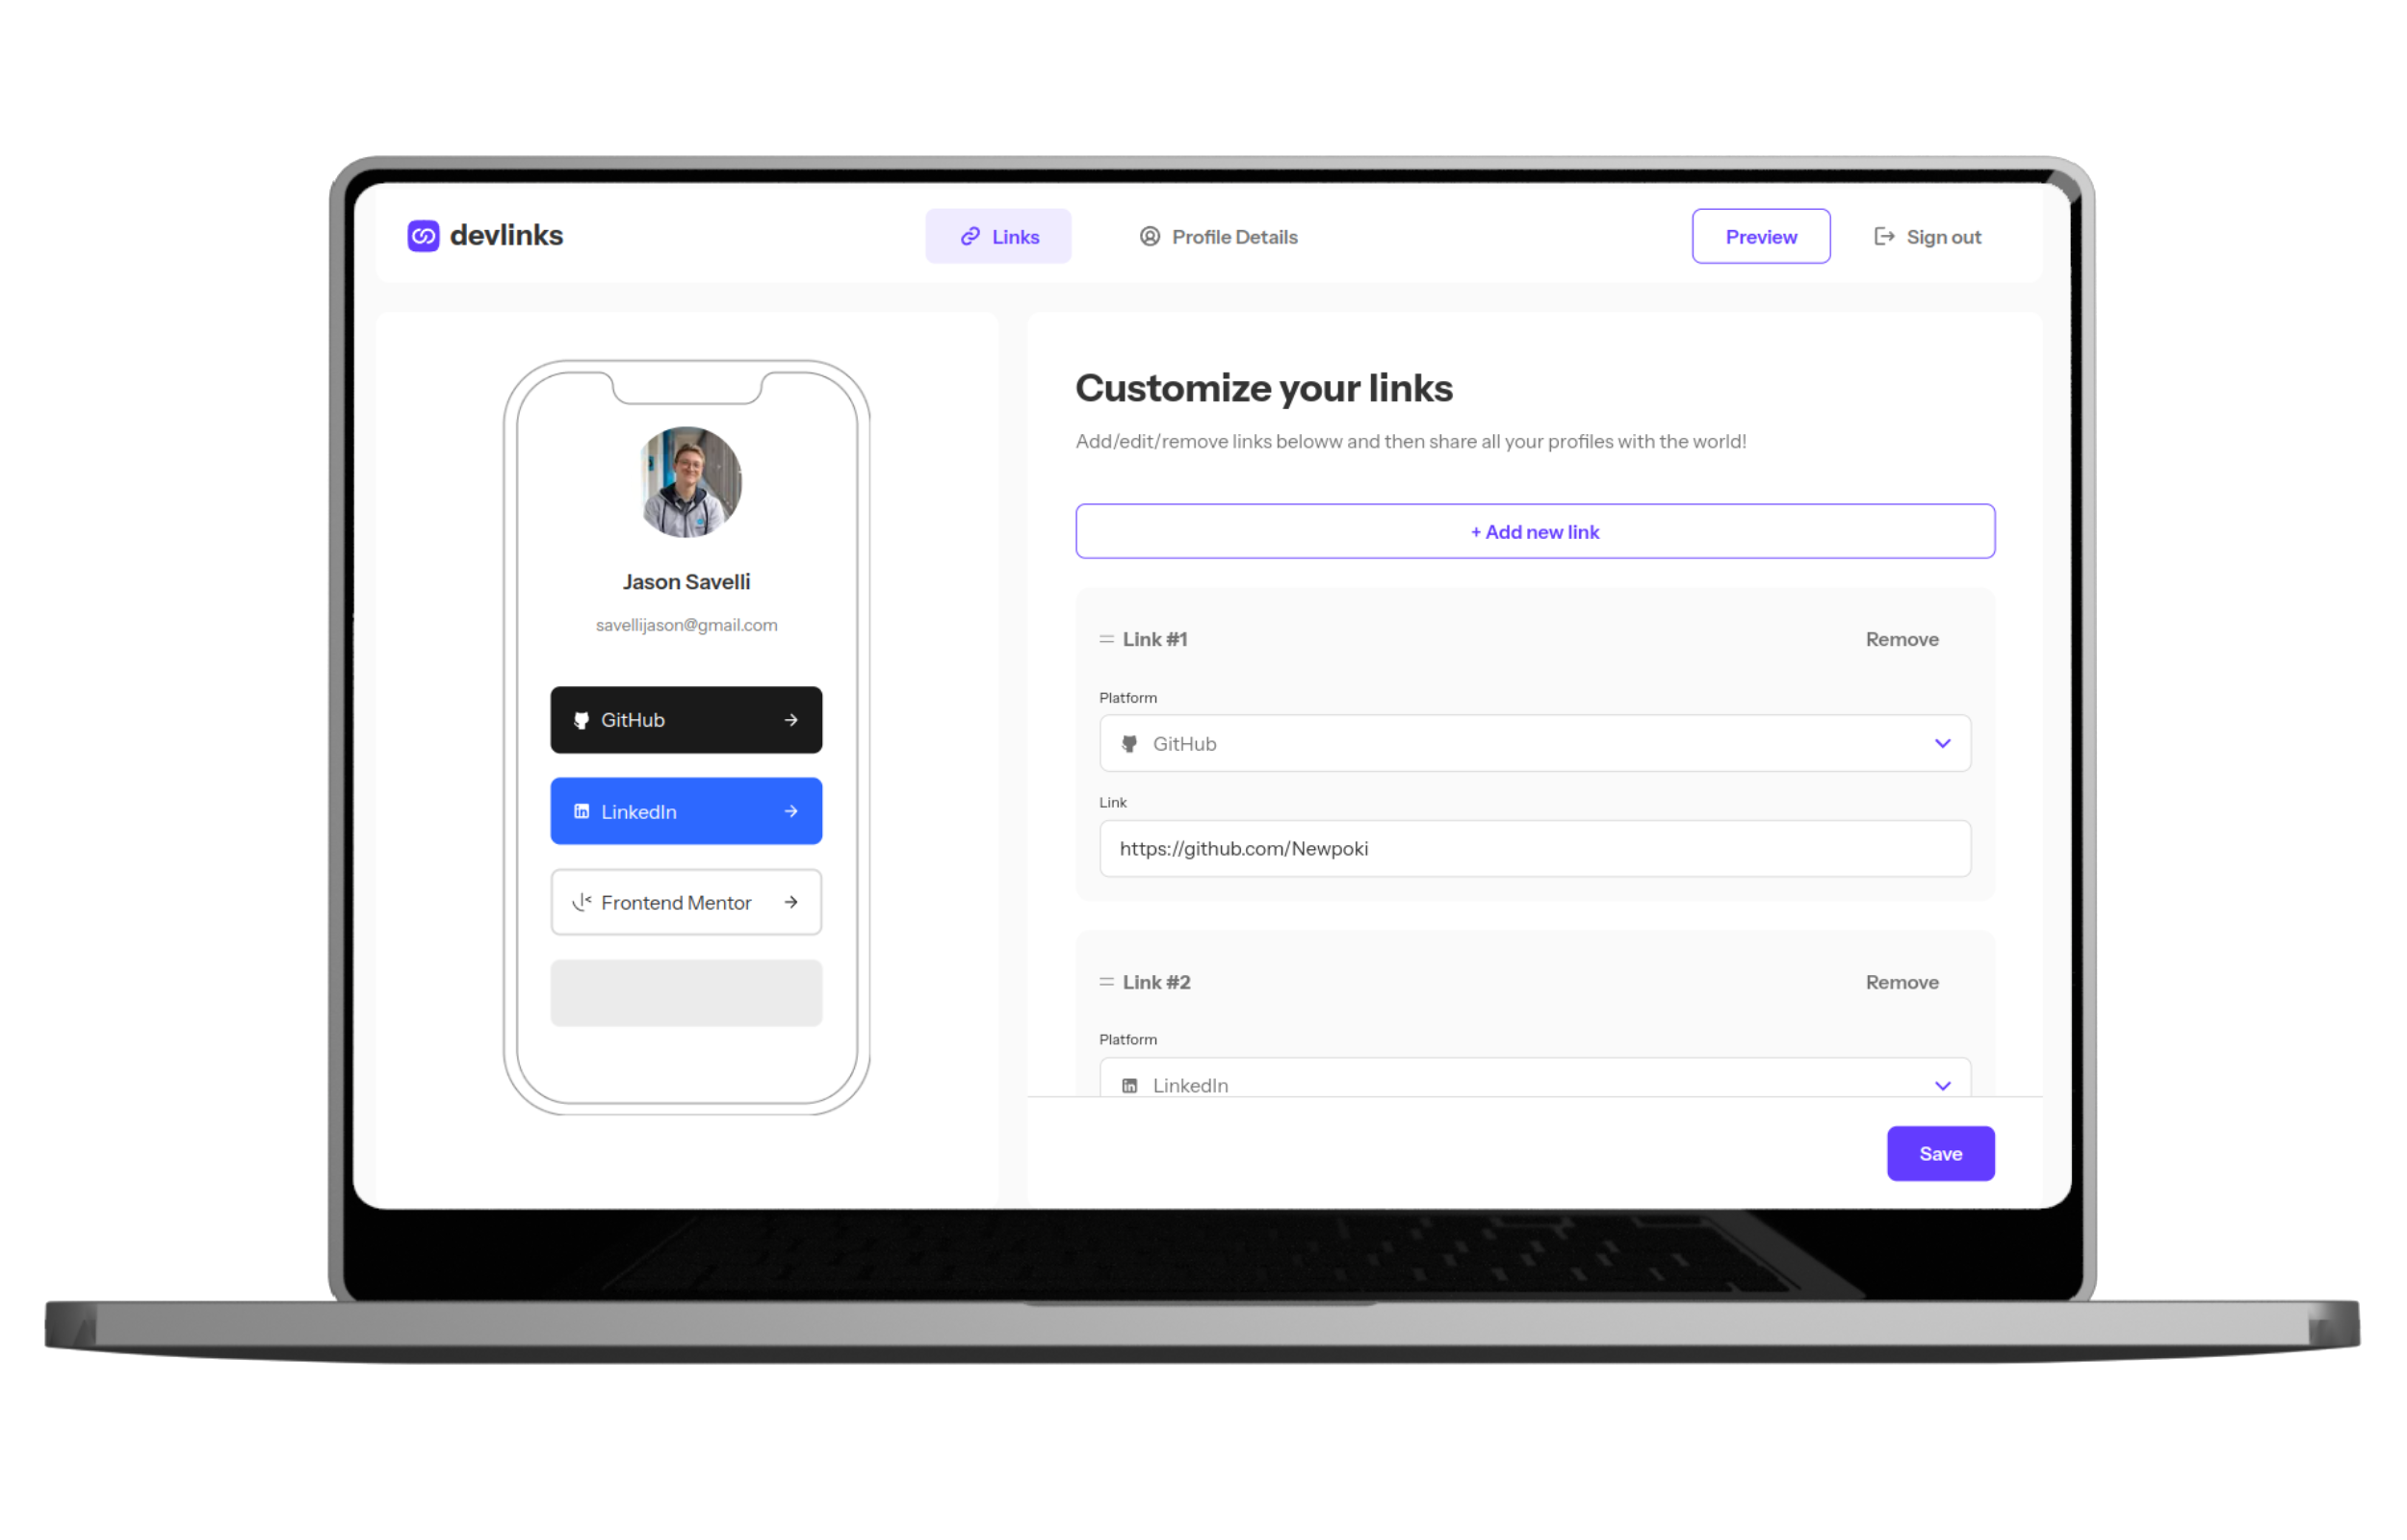 devlinks
Links
Profile Details
Preview
Sign out
Jason Savelli
savellijason@gmail.com
GitHub
LinkedIn
Frontend Mentor
Customize your links
Add/edit/remove links beloww and then share all your profiles with the world!
+ Add new link
Link #1
Remove
Platform
GitHub
Link
https://github.com/Newpoki
Link #2
Remove
Platform
LinkedIn
Save